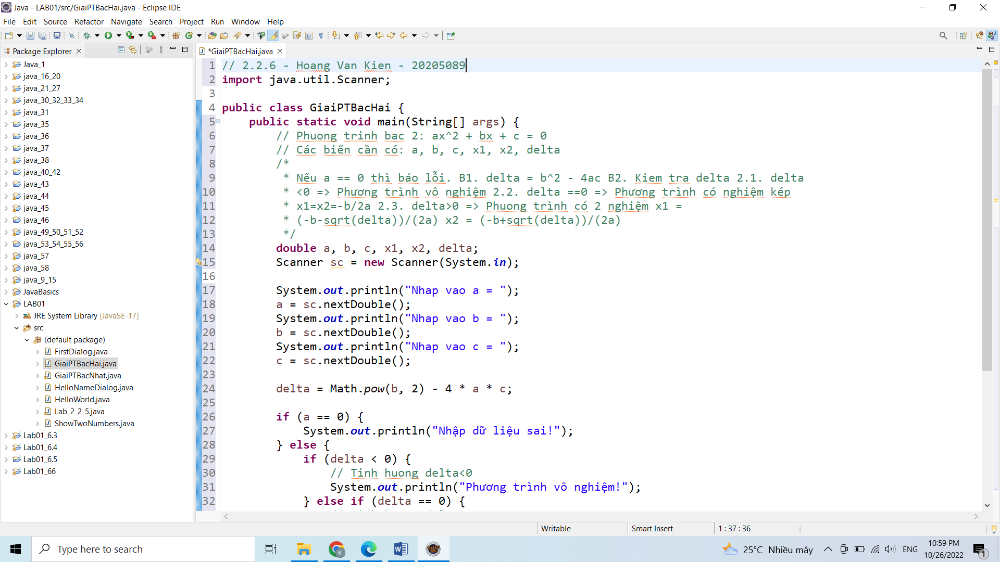 Java - LAB01/src/GiaiPTBacHai.java - Eclipse IDE
File Edit Source Refactor Navigate Search Project Run Window Help
Package Explorer
Java_1
java_16_20
java_21_27
java_30_32_33_34
java_31
java_35
java_36
java_37
java_38
java_40_42
java_43
java_44
java_45
java_46
java_49_50_51_52
java_53_54_55_56
java_57
java_58
java_9_15
JavaBasics
LAB01
JRE System Library [JavaSE-17]
src
(default package)
FirstDialog.java
GiaiPTBacHai.java
GiaiPTBacNhat.java
HelloNameDialog.java
HelloWorld.java
Lab_2_2_5.java
ShowTwoNumbers.java
Lab01_6.3
Lab01_6.4
Lab01_6.5
Lab01_66
*GiaiPTBacHai.java
1 // 2.2.6 - Hoang Van Kien - 20205089
2 import java.util.Scanner;
3
4 public class GiaiPTBacHai {
5 public static void main(String[] args) {
6 // Phuong trinh bac 2: ax^2 + bx + c = 0
7 // Các biến cần có: a, b, c, x1, x2, delta
8 /*
9 * Nếu a == 0 thì báo lỗi. B1. delta = b^2 - 4ac B2. Kiem tra delta 2.1. delta
10 * <0 => Phương trình vô nghiệm 2.2. delta ==0 => Phương trình có nghiệm kép
11 * x1=x2=-b/2a 2.3. delta>0 => Phuong trình có 2 nghiệm x1 =
12 * (-b-sqrt(delta))/(2a) x2 = (-b+sqrt(delta))/(2a)
13 */
14 double a, b, c, x1, x2, delta;
15 Scanner sc = new Scanner(System.in);
16
17 System.out.println("Nhap vao a = ");
18 a = sc.nextDouble();
19 System.out.println("Nhap vao b = ");
20 b = sc.nextDouble();
21 System.out.println("Nhap vao c = ");
22 c = sc.nextDouble();
23
24 delta = Math.pow(b, 2) - 4 * a * c;
25
26 if (a == 0) {
27 System.out.println("Nhập dữ liệu sai!");
28 } else {
29 if (delta < 0) {
30 // Tinh huong delta<0
31 System.out.println("Phương trình vô nghiệm!");
32 } else if (delta == 0) {
Writable Smart Insert 1 : 37 : 36
Type here to search
25°C Nhiều mây
ENG
10:59 PM
10/26/2022
1